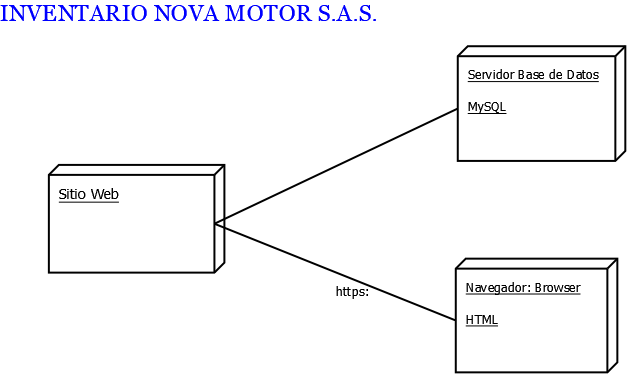 INVENTARIO NOVA MOTOR S.A.S.
Servidor Base de Datos
MySQL
Sitio Web
https:
Navegador: Browser
HTML